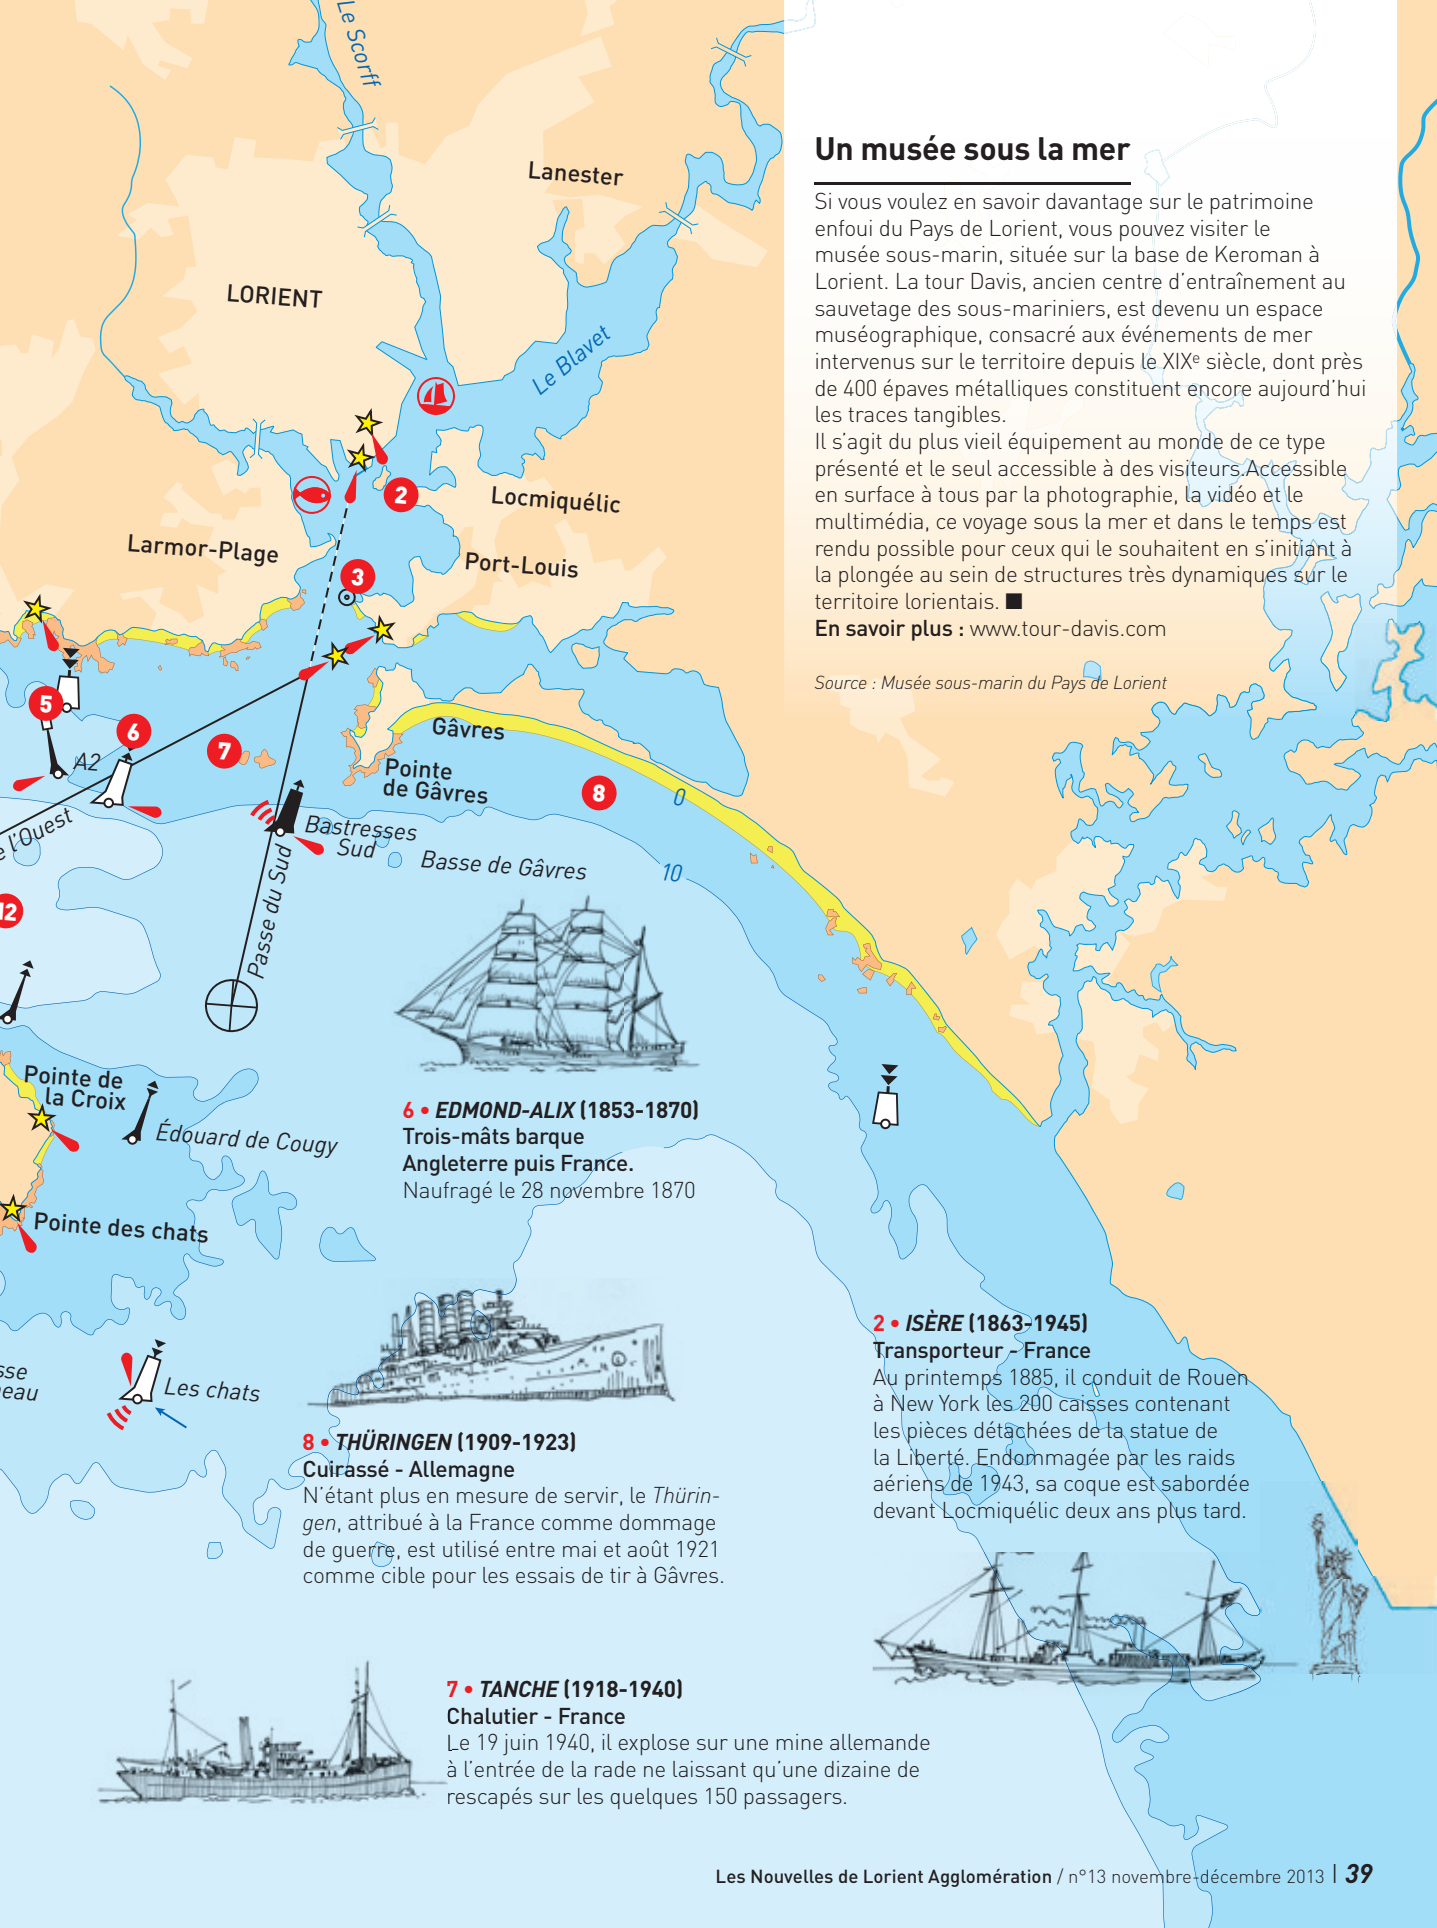 Le Scorff
Lanester
LORIENT
Le Blavet
2
Locmiquélic
Larmor-Plage
Port-Louis
3
5
6
7
A2
Gâvres
Pointe
de Gâvres
8
0
10
l'Ouest
Bastresses
Sud
Basse de Gâvres
Passe du Sud
12
Pointe de
la Croix
Édouard de Cougy
Pointe des chats
Les chats
Un musée sous la mer
Si vous voulez en savoir davantage sur le patrimoine
enfoui du Pays de Lorient, vous pouvez visiter le
musée sous-marin, située sur la base de Keroman à
Lorient. La tour Davis, ancien centre d'entraînement au
sauvetage des sous-mariniers, est devenu un espace
muséographique, consacré aux événements de mer
intervenus sur le territoire depuis le XIXᵉ siècle, dont près
de 400 épaves métalliques constituent encore aujourd'hui
les traces tangibles.
Il s'agit du plus vieil équipement au monde de ce type
présenté et le seul accessible à des visiteurs.Accessible
en surface à tous par la photographie, la vidéo et le
multimédia, ce voyage sous la mer et dans le temps est
rendu possible pour ceux qui le souhaitent en s'initiant à
la plongée au sein de structures très dynamiques sur le
territoire lorientais. ■
En savoir plus : www.tour-davis.com
Source : Musée sous-marin du Pays de Lorient
6 • EDMOND-ALIX (1853-1870)
Trois-mâts barque
Angleterre puis France.
Naufragé le 28 novembre 1870
8 • THÜRINGEN (1909-1923)
Cuirassé - Allemagne
N'étant plus en mesure de servir, le Thürin-
gen, attribué à la France comme dommage
de guerre, est utilisé entre mai et août 1921
comme cible pour les essais de tir à Gâvres.
2 • ISÈRE (1863-1945)
Transporteur - France
Au printemps 1885, il conduit de Rouen
à New York les 200 caisses contenant
les pièces détachées de la statue de
la Liberté. Endommagée par les raids
aériens de 1943, sa coque est sabordée
devant Locmiquélic deux ans plus tard.
7 • TANCHE (1918-1940)
Chalutier - France
Le 19 juin 1940, il explose sur une mine allemande
à l'entrée de la rade ne laissant qu'une dizaine de
rescapés sur les quelques 150 passagers.
Les Nouvelles de Lorient Agglomération / n°13 novembre-décembre 2013 | 39